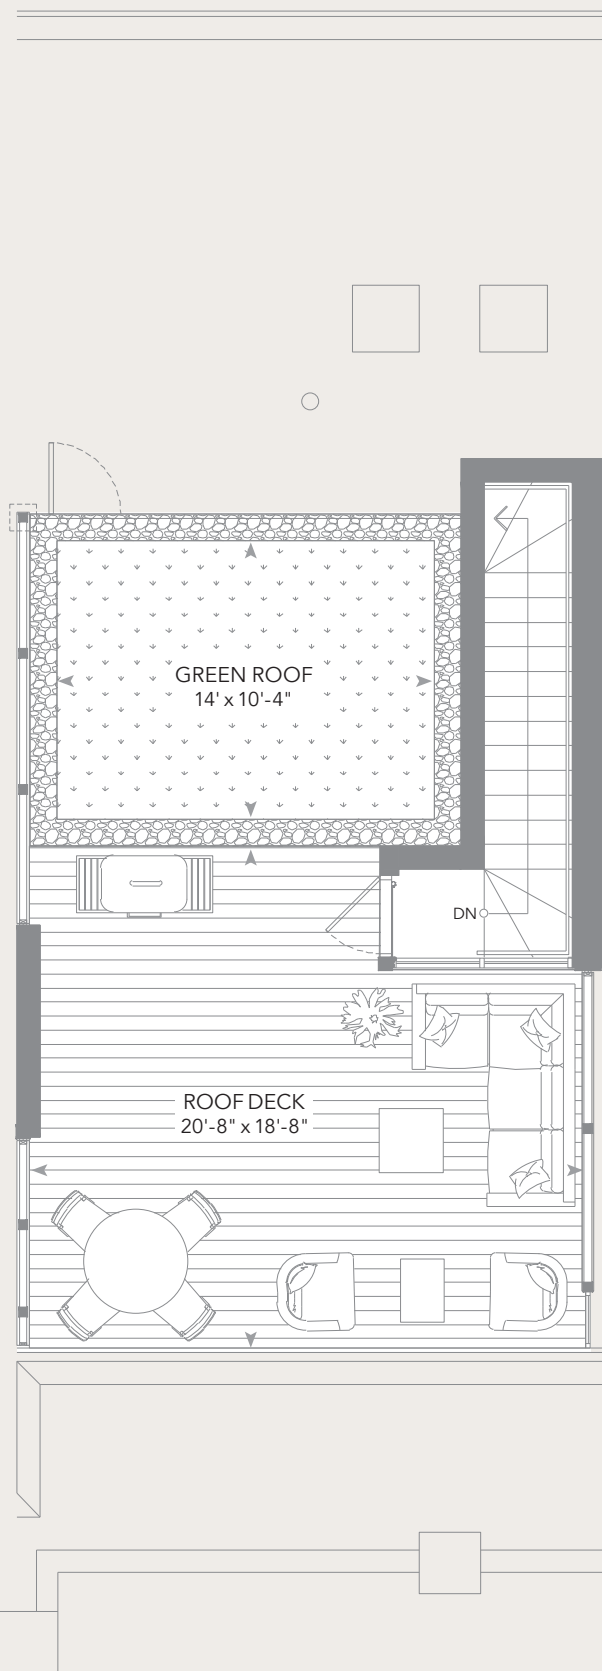 GREEN ROOF
14' x 10'-4"
DN
ROOF DECK
20'-8" x 18'-8"